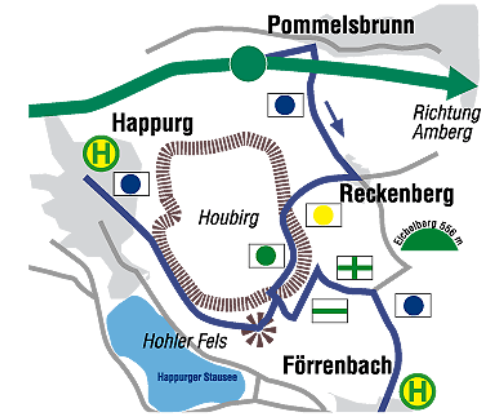 Pommelsbrunn
Happurg
H
Richtung
Amberg
Reckenberg
Houbirg
Eichelberg 556 m
Hohler Fels
Happurger Stausee
Förrenbach
H